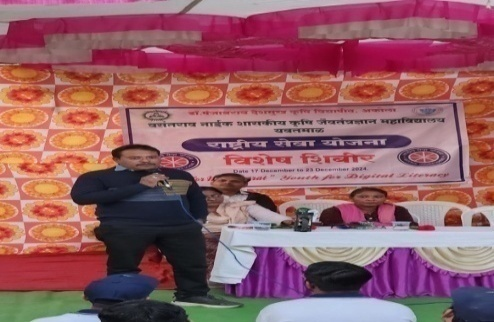 डॉ. पंजाबराव देशमुख कृषि विद्यापीठ, अकोला
वसंतराव नाईक शासकीय कृषि जैवतंत्रज्ञान महाविद्यालय
यवतमाळ
राष्ट्रीय सेवा योजना
विशेष शिबीर
Date 17 December to 23 December 2024.
"Youth for Digital Literacy